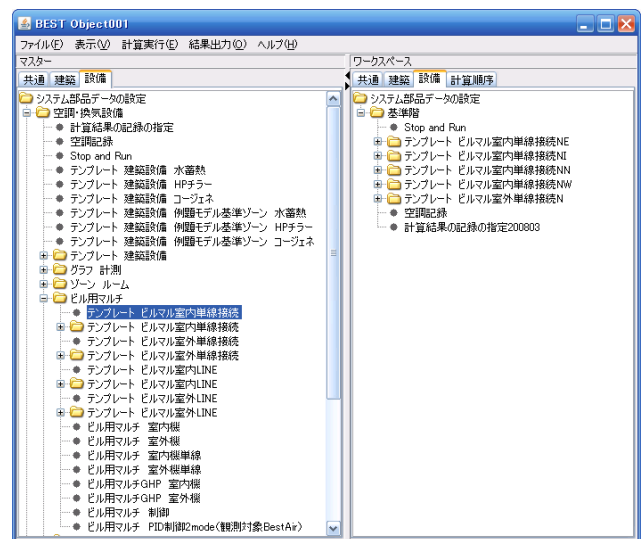 BEST Object001
ファイル(F) 表示(V) 計算実行(E) 結果出力(O) ヘルプ(H)
マスター
共通 建築 設備
システム部品データの設定
空調・換気設備
計算結果の記録の指定
空調記録
Stop and Run
テンプレート 建築設備 水蓄熱
テンプレート 建築設備 HPチラー
テンプレート 建築設備 コージェネ
テンプレート 建築設備 例題モデル基準ゾーン 水蓄熱
テンプレート 建築設備 例題モデル基準ゾーン HPチラー
テンプレート 建築設備 例題モデル基準ゾーン コージェネ
テンプレート 建築設備
グラフ 計測
ゾーン ルーム
ビル用マルチ
テンプレート ビルマル室内単線接続
テンプレート ビルマル室内単線接続
テンプレート ビルマル室外単線接続
テンプレート ビルマル室外単線接続
テンプレート ビルマル室内LINE
テンプレート ビルマル室内LINE
テンプレート ビルマル室外LINE
テンプレート ビルマル室外LINE
ビル用マルチ 室内機
ビル用マルチ 室外機
ビル用マルチ 室内機単線
ビル用マルチ 室外機単線
ビル用マルチGHP 室内機
ビル用マルチGHP 室外機
ビル用マルチ 制御
ビル用マルチ PID制御2mode(観測対象BestAir)
ワークスペース
共通 建築 設備 計算順序
システム部品データの設定
基準階
Stop and Run
テンプレート ビルマル室内単線接続NE
テンプレート ビルマル室内単線接続NI
テンプレート ビルマル室内単線接続NN
テンプレート ビルマル室内単線接続NW
テンプレート ビルマル室外単線接続N
空調記録
計算結果の記録の指定200803